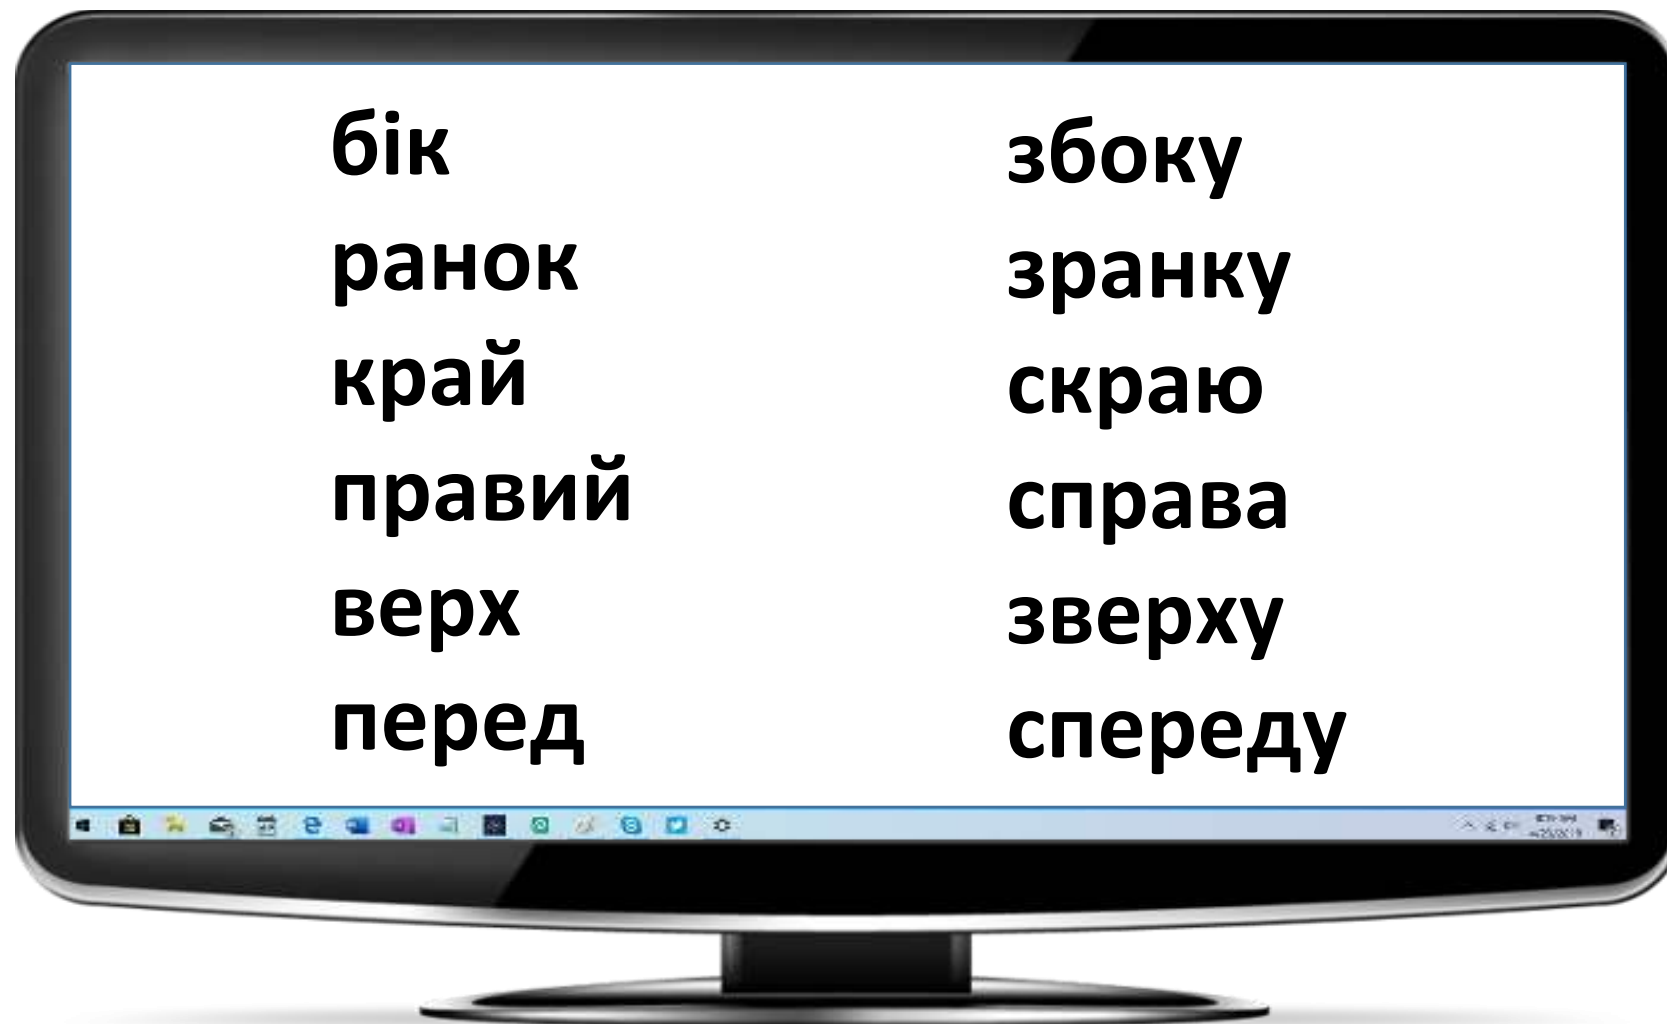 бік збоку
ранок зранку
край скраю
правий справа
верх зверху
перед спереду